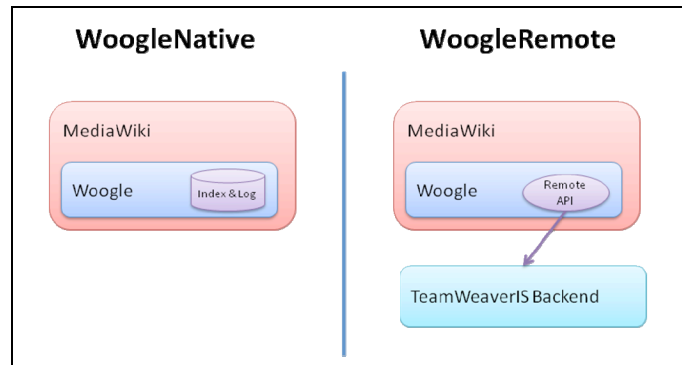 WoogleNative
MediaWiki
Woogle
Index & Log
WoogleRemote
MediaWiki
Woogle
Remote
API
TeamWeaverIS Backend